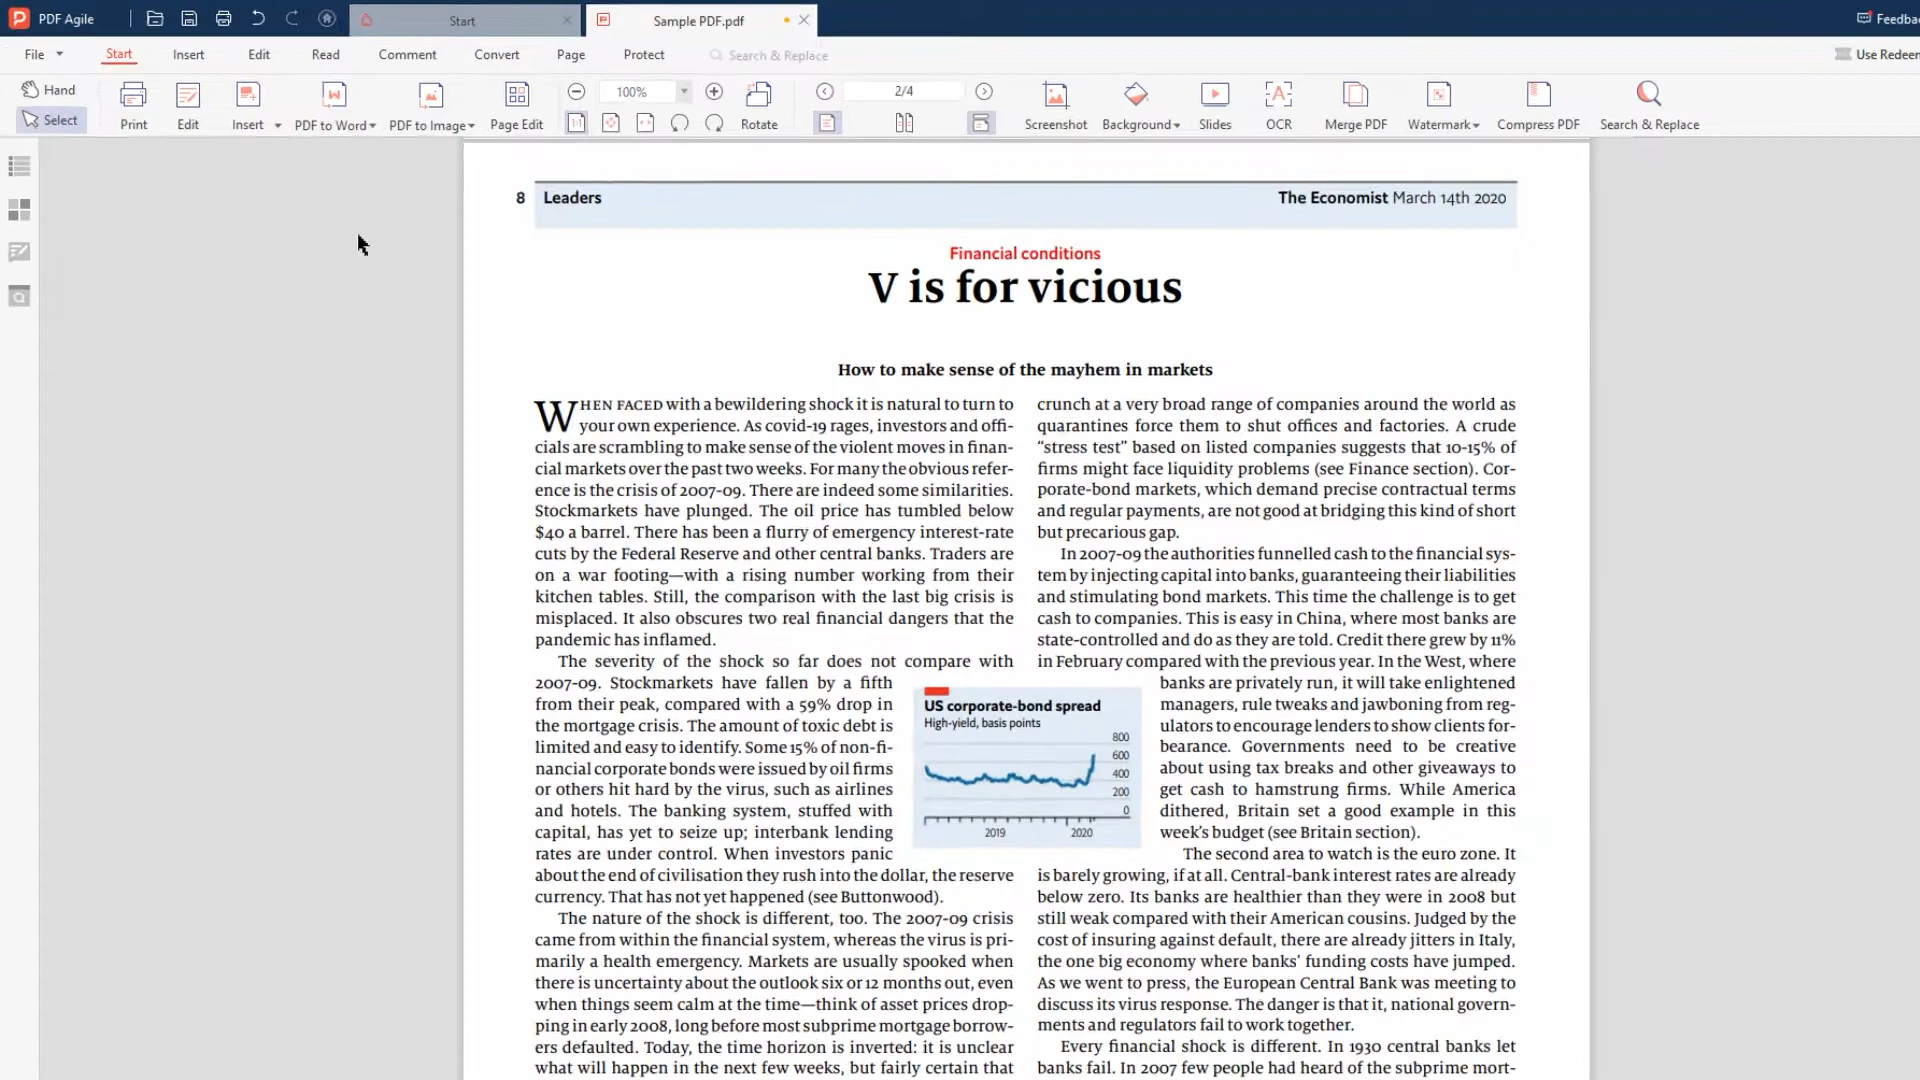 PDF Agile
Start
Sample PDF.pdf
File
Start
Insert
Edit
Read
Comment
Convert
Page
Protect
Search & Replace
Use Redeem
Hand
Select
Print
Edit
Insert
PDF to Word
PDF to Image
Page Edit
100%
Rotate
2/4
Screenshot
Background
Slides
OCR
Merge PDF
Watermark
Compress PDF
Search & Replace
8 Leaders
The Economist March 14th 2020
Financial conditions
V is for vicious
How to make sense of the mayhem in markets
WHEN FACED with a bewildering shock it is natural to turn to
your own experience. As covid-19 rages, investors and offi-
cials are scrambling to make sense of the violent moves in finan-
cial markets over the past two weeks. For many the obvious refer-
ence is the crisis of 2007-09. There are indeed some similarities.
Stockmarkets have plunged. The oil price has tumbled below
$40 a barrel. There has been a flurry of emergency interest-rate
cuts by the Federal Reserve and other central banks. Traders are
on a war footing—with a rising number working from their
kitchen tables. Still, the comparison with the last big crisis is
misplaced. It also obscures two real financial dangers that the
pandemic has inflamed.
The severity of the shock so far does not compare with
2007-09. Stockmarkets have fallen by a fifth
from their peak, compared with a 59% drop in
the mortgage crisis. The amount of toxic debt is
limited and easy to identify. Some 15% of non-fi-
nancial corporate bonds were issued by oil firms
or others hit hard by the virus, such as airlines
and hotels. The banking system, stuffed with
capital, has yet to seize up; interbank lending
rates are under control. When investors panic
about the end of civilisation they rush into the dollar, the reserve
currency. That has not yet happened (see Buttonwood).
The nature of the shock is different, too. The 2007-09 crisis
came from within the financial system, whereas the virus is pri-
marily a health emergency. Markets are usually spooked when
there is uncertainty about the outlook six or 12 months out, even
when things seem calm at the time—think of asset prices drop-
ping in early 2008, long before most subprime mortgage borrow-
ers defaulted. Today, the time horizon is inverted: it is unclear
what will happen in the next few weeks, but fairly certain that
US corporate-bond spread
High-yield, basis points
800
600
400
200
0
2019
2020
crunch at a very broad range of companies around the world as
quarantines force them to shut offices and factories. A crude
“stress test” based on listed companies suggests that 10-15% of
firms might face liquidity problems (see Finance section). Cor-
porate-bond markets, which demand precise contractual terms
and regular payments, are not good at bridging this kind of short
but precarious gap.
In 2007-09 the authorities funnelled cash to the financial sys-
tem by injecting capital into banks, guaranteeing their liabilities
and stimulating bond markets. This time the challenge is to get
cash to companies. This is easy in China, where most banks are
state-controlled and do as they are told. Credit there grew by 11%
in February compared with the previous year. In the West, where
banks are privately run, it will take enlightened
managers, rule tweaks and jawboning from reg-
ulators to encourage lenders to show clients for-
bearance. Governments need to be creative
about using tax breaks and other giveaways to
get cash to hamstrung firms. While America
dithered, Britain set a good example in this
week’s budget (see Britain section).
The second area to watch is the euro zone. It
is barely growing, if at all. Central-bank interest rates are already
below zero. Its banks are healthier than they were in 2008 but
still weak compared with their American cousins. Judged by the
cost of insuring against default, there are already jitters in Italy,
the one big economy where banks’ funding costs have jumped.
As we went to press, the European Central Bank was meeting to
discuss its virus response. The danger is that it, national govern-
ments and regulators fail to work together.
Every financial shock is different. In 1930 central banks let
banks fail. In 2007 few people had heard of the subprime mort-